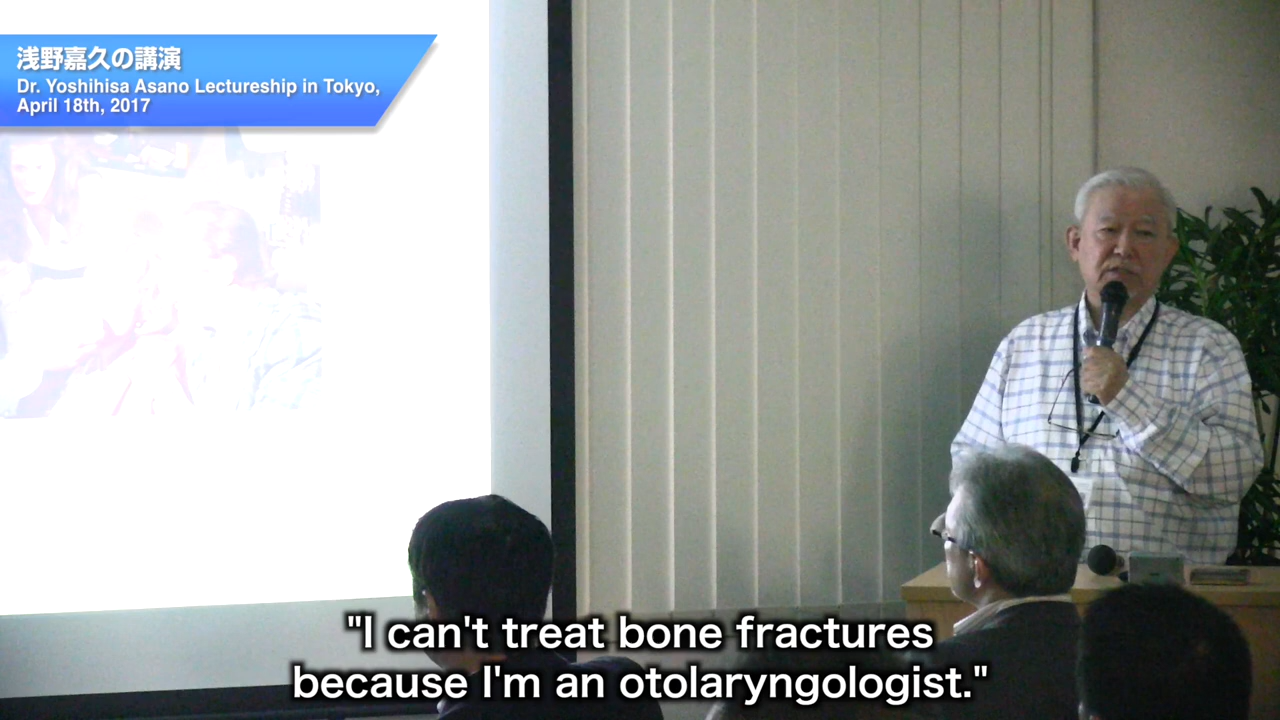 浅野嘉久の講演
Dr. Yoshihisa Asano Lectureship in Tokyo,
April 18th, 2017
"I can't treat bone fractures
because I'm an otolaryngologist."